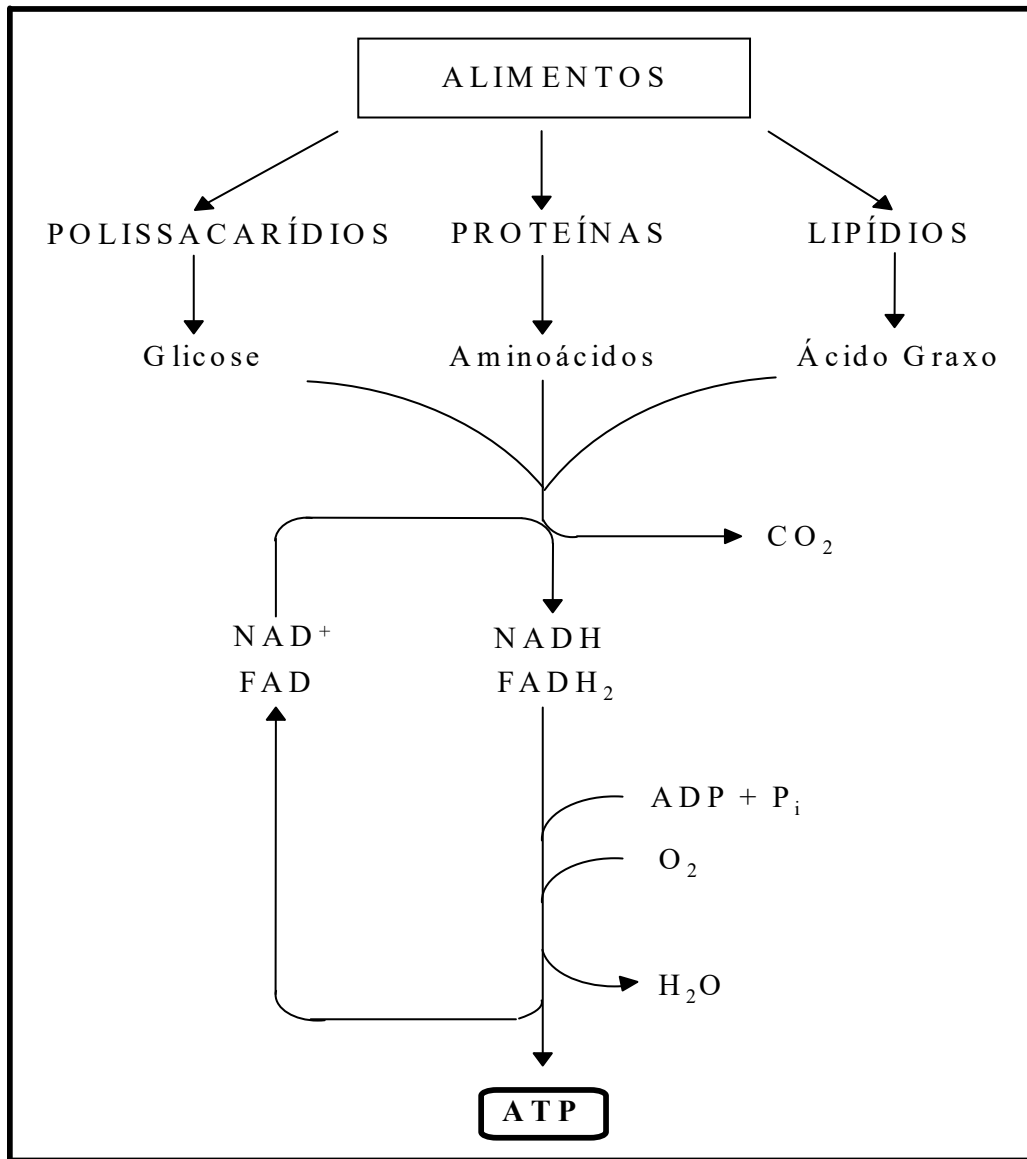 ALIMENTOS
POLISSACARÍDIOS PROTEÍNAS LIPÍDIOS
Glicose Aminoácidos Ácido Graxo
CO₂
NAD⁺ NADH
FAD FADH₂
ADP + Pᵢ
O₂
H₂O
ATP